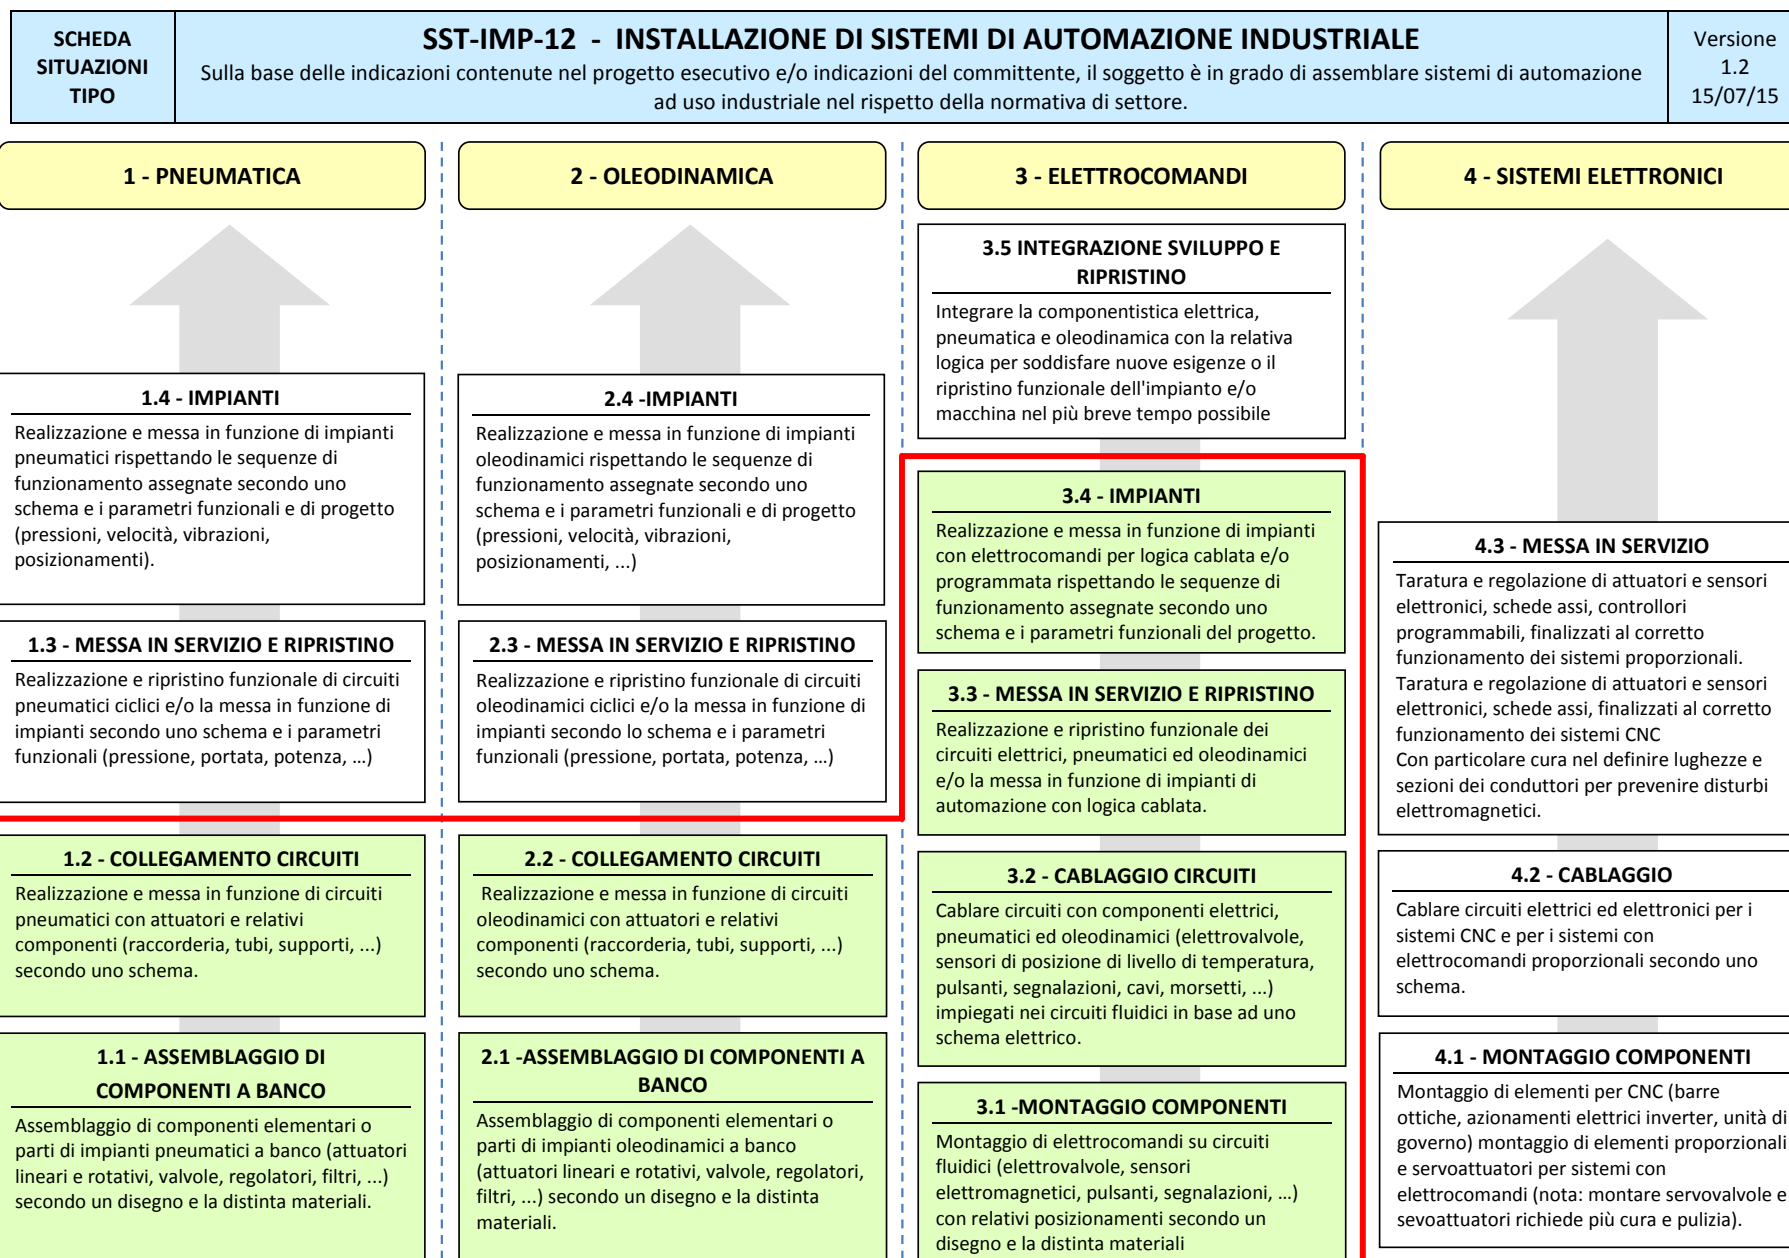 SCHEDA
SITUAZIONI
TIPO
SST-IMP-12 - INSTALLAZIONE DI SISTEMI DI AUTOMAZIONE INDUSTRIALE
Sulla base delle indicazioni contenute nel progetto esecutivo e/o indicazioni del committente, il soggetto è in grado di assemblare sistemi di automazione
ad uso industriale nel rispetto della normativa di settore.
Versione
1.2
15/07/15
1 - PNEUMATICA
1.4 - IMPIANTI
Realizzazione e messa in funzione di impianti
pneumatici rispettando le sequenze di
funzionamento assegnate secondo uno
schema e i parametri funzionali e di progetto
(pressioni, velocità, vibrazioni,
posizionamenti).
1.3 - MESSA IN SERVIZIO E RIPRISTINO
Realizzazione e ripristino funzionale di circuiti
pneumatici ciclici e/o la messa in funzione di
impianti secondo uno schema e i parametri
funzionali (pressione, portata, potenza, …)
1.2 - COLLEGAMENTO CIRCUITI
Realizzazione e messa in funzione di circuiti
pneumatici con attuatori e relativi
componenti (raccorderia, tubi, supporti, ...)
secondo uno schema.
1.1 - ASSEMBLAGGIO DI
COMPONENTI A BANCO
Assemblaggio di componenti elementari o
parti di impianti pneumatici a banco (attuatori
lineari e rotativi, valvole, regolatori, filtri, ...)
secondo un disegno e la distinta materiali.
2 - OLEODINAMICA
2.4 -IMPIANTI
Realizzazione e messa in funzione di impianti
oleodinamici rispettando le sequenze di
funzionamento assegnate secondo uno
schema e i parametri funzionali e di progetto
(pressioni, velocità, vibrazioni,
posizionamenti, ...)
2.3 - MESSA IN SERVIZIO E RIPRISTINO
Realizzazione e ripristino funzionale di circuiti
oleodinamici ciclici e/o la messa in funzione di
impianti secondo lo schema e i parametri
funzionali (pressione, portata, potenza, …)
2.2 - COLLEGAMENTO CIRCUITI
Realizzazione e messa in funzione di circuiti
oleodinamici con attuatori e relativi
componenti (raccorderia, tubi, supporti, ...)
secondo uno schema.
2.1 -ASSEMBLAGGIO DI COMPONENTI A
BANCO
Assemblaggio di componenti elementari o
parti di impianti oleodinamici a banco
(attuatori lineari e rotativi, valvole, regolatori,
filtri, ...) secondo un disegno e la distinta
materiali.
3 - ELETTROCOMANDI
3.5 INTEGRAZIONE SVILUPPO E
RIPRISTINO
Integrare la componentistica elettrica,
pneumatica e oleodinamica con la relativa
logica per soddisfare nuove esigenze o il
ripristino funzionale dell'impianto e/o
macchina nel più breve tempo possibile
3.4 - IMPIANTI
Realizzazione e messa in funzione di impianti
con elettrocomandi per logica cablata e/o
programmata rispettando le sequenze di
funzionamento assegnate secondo uno
schema e i parametri funzionali del progetto.
3.3 - MESSA IN SERVIZIO E RIPRISTINO
Realizzazione e ripristino funzionale dei
circuiti elettrici, pneumatici ed oleodinamici
e/o la messa in funzione di impianti di
automazione con logica cablata.
3.2 - CABLAGGIO CIRCUITI
Cablare circuiti con componenti elettrici,
pneumatici ed oleodinamici (elettrovalvole,
sensori di posizione di livello di temperatura,
pulsanti, segnalazioni, cavi, morsetti, ...)
impiegati nei circuiti fluidici in base ad uno
schema elettrico.
3.1 -MONTAGGIO COMPONENTI
Montaggio di elettrocomandi su circuiti
fluidici (elettrovalvole, sensori
elettromagnetici, pulsanti, segnalazioni, …)
con relativi posizionamenti secondo un
disegno e la distinta materiali
4 - SISTEMI ELETTRONICI
4.3 - MESSA IN SERVIZIO
Taratura e regolazione di attuatori e sensori
elettronici, schede assi, controllori
programmabili, finalizzati al corretto
funzionamento dei sistemi proporzionali.
Taratura e regolazione di attuatori e sensori
elettronici, schede assi, finalizzati al corretto
funzionamento dei sistemi CNC
Con particolare cura nel definire lughezze e
sezioni dei conduttori per prevenire disturbi
elettromagnetici.
4.2 - CABLAGGIO
Cablare circuiti elettrici ed elettronici per i
sistemi CNC e per i sistemi con
elettrocomandi proporzionali secondo uno
schema.
4.1 - MONTAGGIO COMPONENTI
Montaggio di elementi per CNC (barre
ottiche, azionamenti elettrici inverter, unità di
governo) montaggio di elementi proporzionali
e servoattuatori per sistemi con
elettrocomandi (nota: montare servovalvole e
sevoattuatori richiede più cura e pulizia).